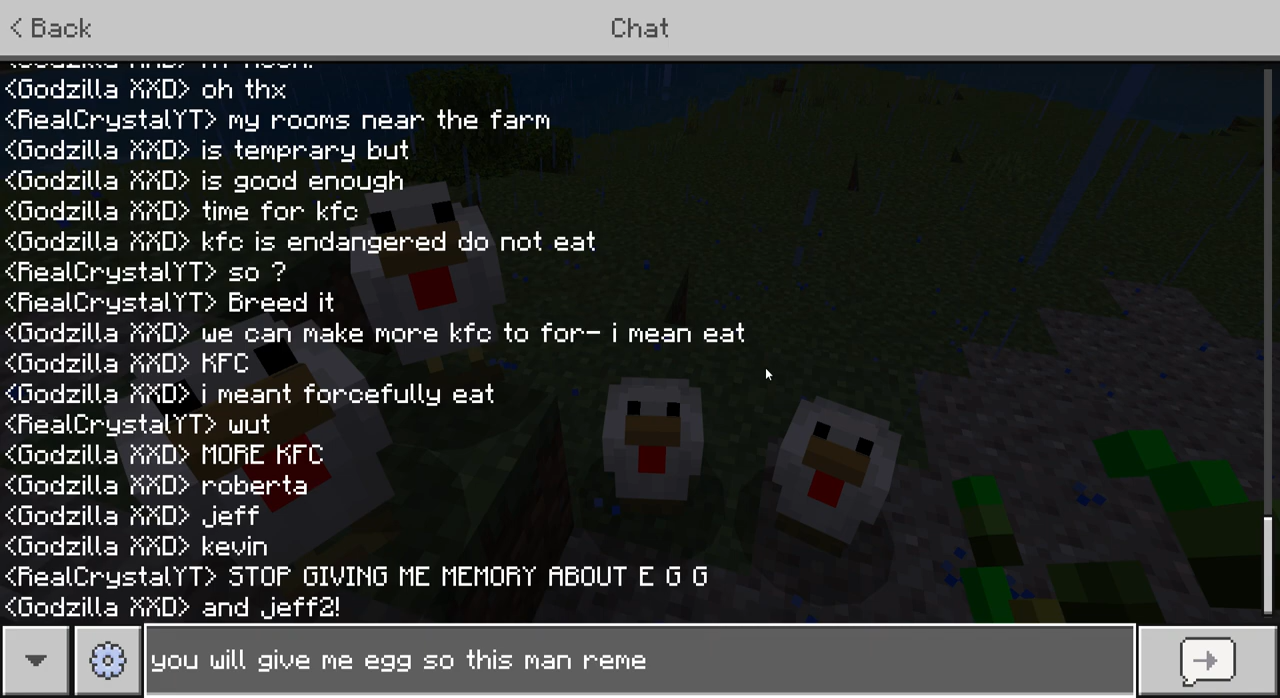 < Back
Chat
<Godzilla XXD> oh thx
<RealCrystalYT> my rooms near the farm
<Godzilla XXD> is temprary but
<Godzilla XXD> is good enough
<Godzilla XXD> time for kfc
<Godzilla XXD> kfc is endangered do not eat
<RealCrystalYT> so ?
<RealCrystalYT> Breed it
<Godzilla XXD> we can make more kfc to for- i mean eat
<Godzilla XXD> KFC
<Godzilla XXD> i meant forcefully eat
<RealCrystalYT> wut
<Godzilla XXD> MORE KFC
<Godzilla XXD> roberta
<Godzilla XXD> jeff
<Godzilla XXD> kevin
<RealCrystalYT> STOP GIVING ME MEMORY ABOUT E G G
<Godzilla XXD> and jeff2!
you will give me egg so this man reme